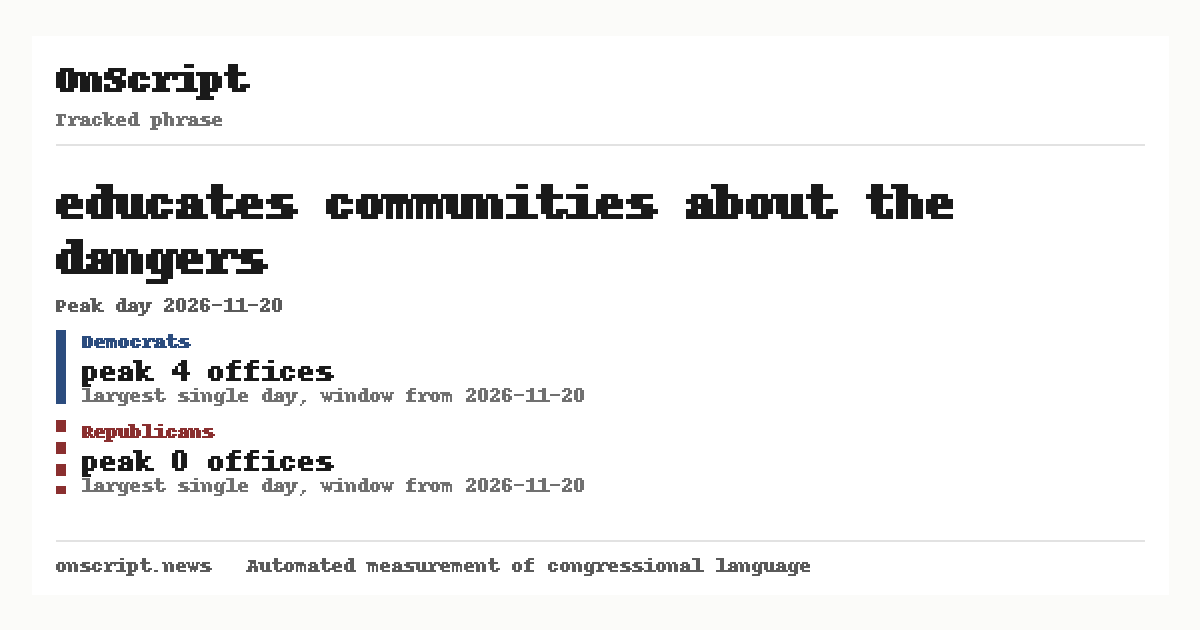 OnScript
Tracked phrase
educates communities about the
dangers
Peak day 2026-11-20
Democrats
peak 4 offices
largest single day, window from 2026-11-20
Republicans
peak 0 offices
largest single day, window from 2026-11-20
onscript.news Automated measurement of congressional language